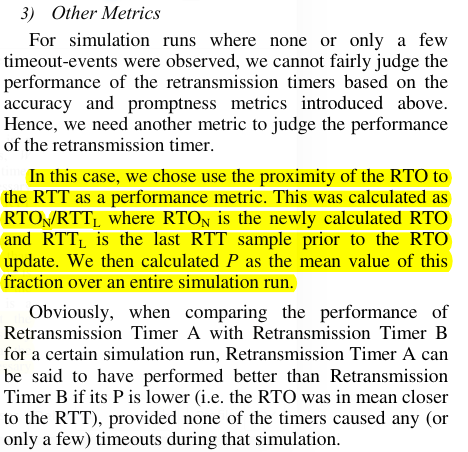 3) Other Metrics
For simulation runs where none or only a few
timeout-events were observed, we cannot fairly judge the
performance of the retransmission timers based on the
accuracy and promptness metrics introduced above.
Hence, we need another metric to judge the performance
of the retransmission timer.
In this case, we chose use the proximity of the RTO to
the RTT as a performance metric. This was calculated as
RTON/RTTL where RTON is the newly calculated RTO
and RTTL is the last RTT sample prior to the RTO
update. We then calculated P as the mean value of this
fraction over an entire simulation run.
Obviously, when comparing the performance of
Retransmission Timer A with Retransmission Timer B
for a certain simulation run, Retransmission Timer A can
be said to have performed better than Retransmission
Timer B if its P is lower (i.e. the RTO was in mean closer
to the RTT), provided none of the timers caused any (or
only a few) timeouts during that simulation.